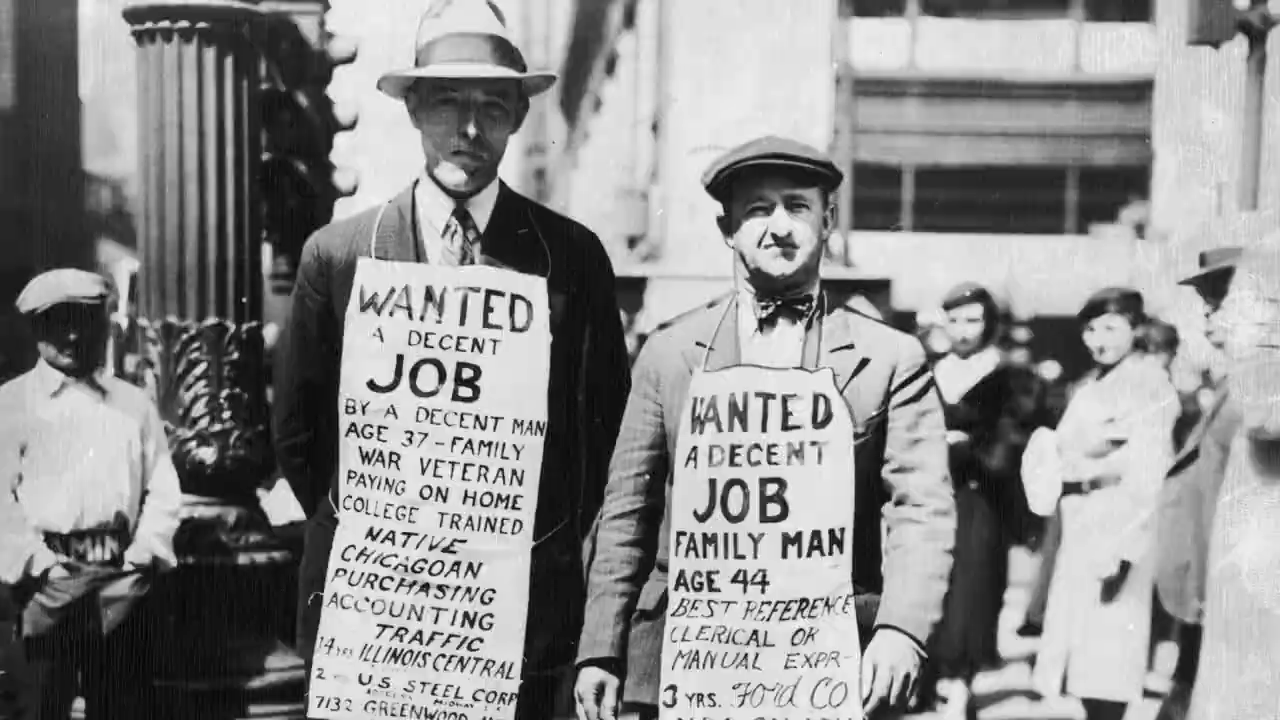 WANTED
A DECENT
JOB
BY A DECENT MAN
AGE 37-FAMILY
WAR VETERAN
PAYING ON HOME
COLLEGE TRAINED
NATIVE
CHICAGOAN
PURCHASING
ACCOUNTING
TRAFFIC
14 YRS ILLINOIS CENTRAL
2 - U.S. STEEL CORP
7132 GREENWOOD
WANTED
A DECENT
JOB
FAMILY MAN
AGE 44
BEST REFERENCE
CLERICAL OR
MANUAL EXPR-
3 YRS. Ford Co